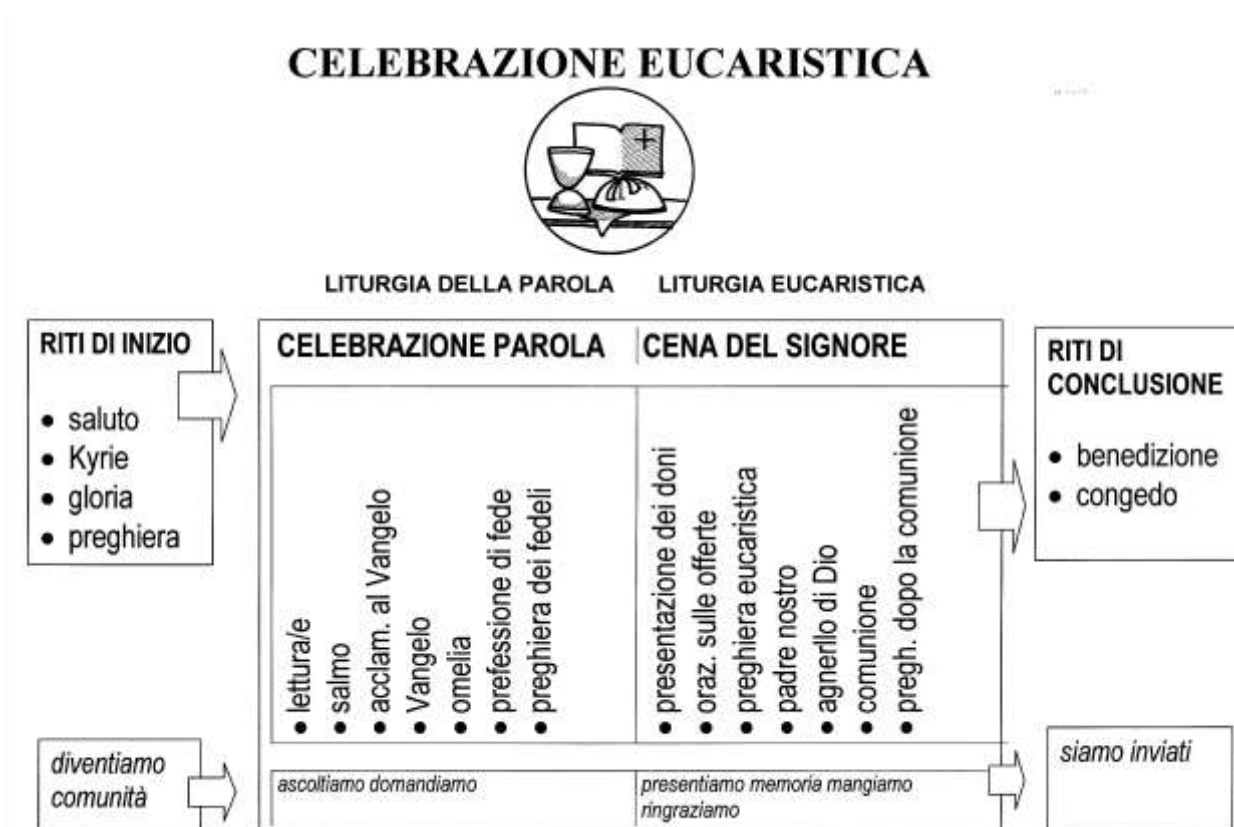 CELEBRAZIONE EUCARISTICA
LITURGIA DELLA PAROLA
LITURGIA EUCARISTICA
RITI DI INIZIO
• saluto
• Kyrie
• gloria
• preghiera
CELEBRAZIONE PAROLA
• lettura/e
• salmo
• acclam. al Vangelo
• Vangelo
• omelia
• prefessione di fede
• preghiera dei fedeli
CENA DEL SIGNORE
• presentazione dei doni
• oraz. sulle offerte
• preghiera eucaristica
• padre nostro
• agnerllo di Dio
• comunione
• pregh. dopo la comunione
RITI DI
CONCLUSIONE
• benedizione
• congedo
diventiamo
comunità
ascoltiamo domandiamo
presentiamo memoria mangiamo
ringraziamo
siamo inviati